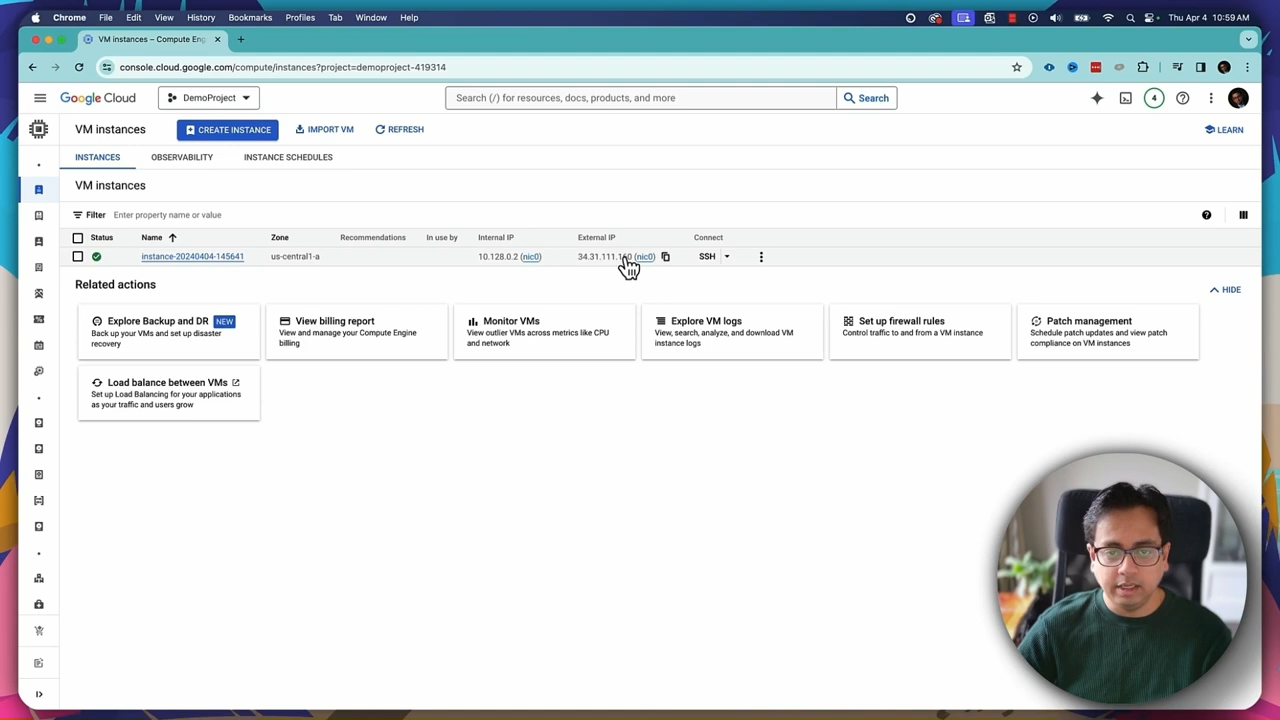 Chrome File Edit View History Bookmarks Profiles Tab Window Help Thu Apr 4 10:59 AM
VM instances – Compute Eng
console.cloud.google.com/compute/instances?project=demoproject-419314
Google Cloud DemoProject Search (/) for resources, docs, products, and more Search 4
VM instances CREATE INSTANCE IMPORT VM REFRESH LEARN
INSTANCES OBSERVABILITY INSTANCE SCHEDULES
VM instances
Filter Enter property name or value
Status Name Zone Recommendations In use by Internal IP External IP Connect
instance-20240404-145641 us-central1-a 10.128.0.2 (nic0) (nic0) SSH
Related actions HIDE
Explore Backup and DR NEW
Back up your VMs and set up disaster
recovery
View billing report
View and manage your Compute Engine
billing
Monitor VMs
View outlier VMs across metrics like CPU
and network
Explore VM logs
View, search, analyze, and download VM
instance logs
Set up firewall rules
Control traffic to and from a VM instance
Patch management
Schedule patch updates and view patch
compliance on VM instances
Load balance between VMs
Set up Load Balancing for your applications
as your traffic and users grow